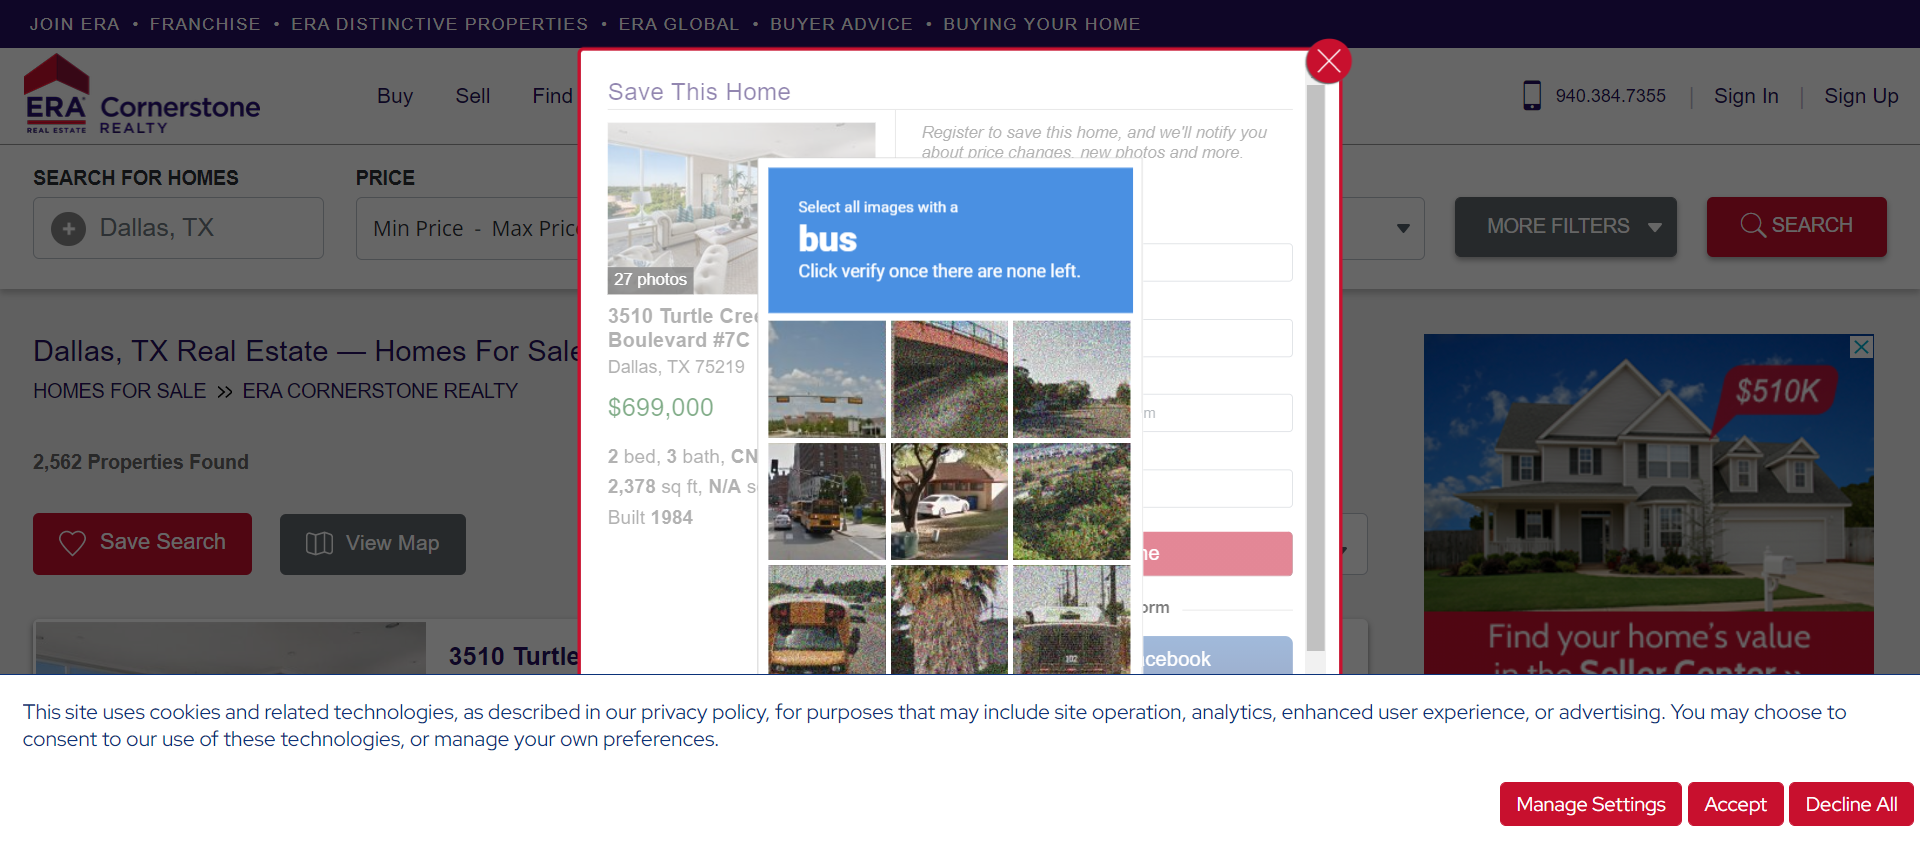 JOIN ERA • FRANCHISE • ERA DISTINCTIVE PROPERTIES • ERA GLOBAL • BUYER ADVICE • BUYING YOUR HOME
ERA
REAL ESTATE
Cornerstone
REALTY
Buy
Sell
Find
940.384.7355
Sign In
Sign Up
SEARCH FOR HOMES
Dallas, TX
PRICE
Min Price - Max Price
MORE FILTERS
SEARCH
Dallas, TX Real Estate — Homes For Sale
HOMES FOR SALE » ERA CORNERSTONE REALTY
2,562 Properties Found
Save Search
View Map
3510 Turtle
Save This Home
27 photos
3510 Turtle Cree
Boulevard #7C
Dallas, TX 75219
$699,000
2 bed, 3 bath, CN
2,378 sq ft, N/A s
Built 1984
Register to save this home, and we'll notify you
about price changes, new photos and more.
Select all images with a
bus
Click verify once there are none left.
102
m
ne
orm
cebook
$510K
Find your home's value
in the Seller Center »
This site uses cookies and related technologies, as described in our privacy policy, for purposes that may include site operation, analytics, enhanced user experience, or advertising. You may choose to
consent to our use of these technologies, or manage your own preferences.
Manage Settings
Accept
Decline All